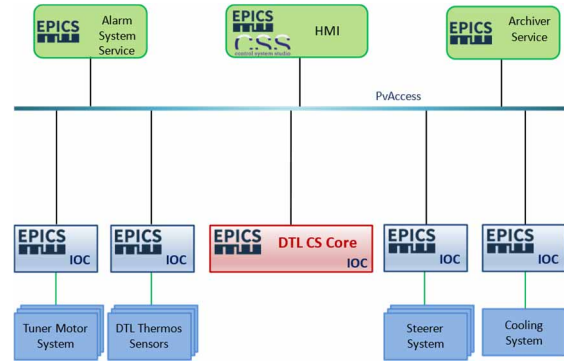 EPICS
Alarm
System
Service
EPICS
CSS
control system studio
HMI
EPICS
Archiver
Service
PvAccess
EPICS
IOC
EPICS
IOC
EPICS
DTL CS Core
IOC
EPICS
IOC
EPICS
IOC
Tuner Motor
System
DTL Thermos
Sensors
Steerer
System
Cooling
System